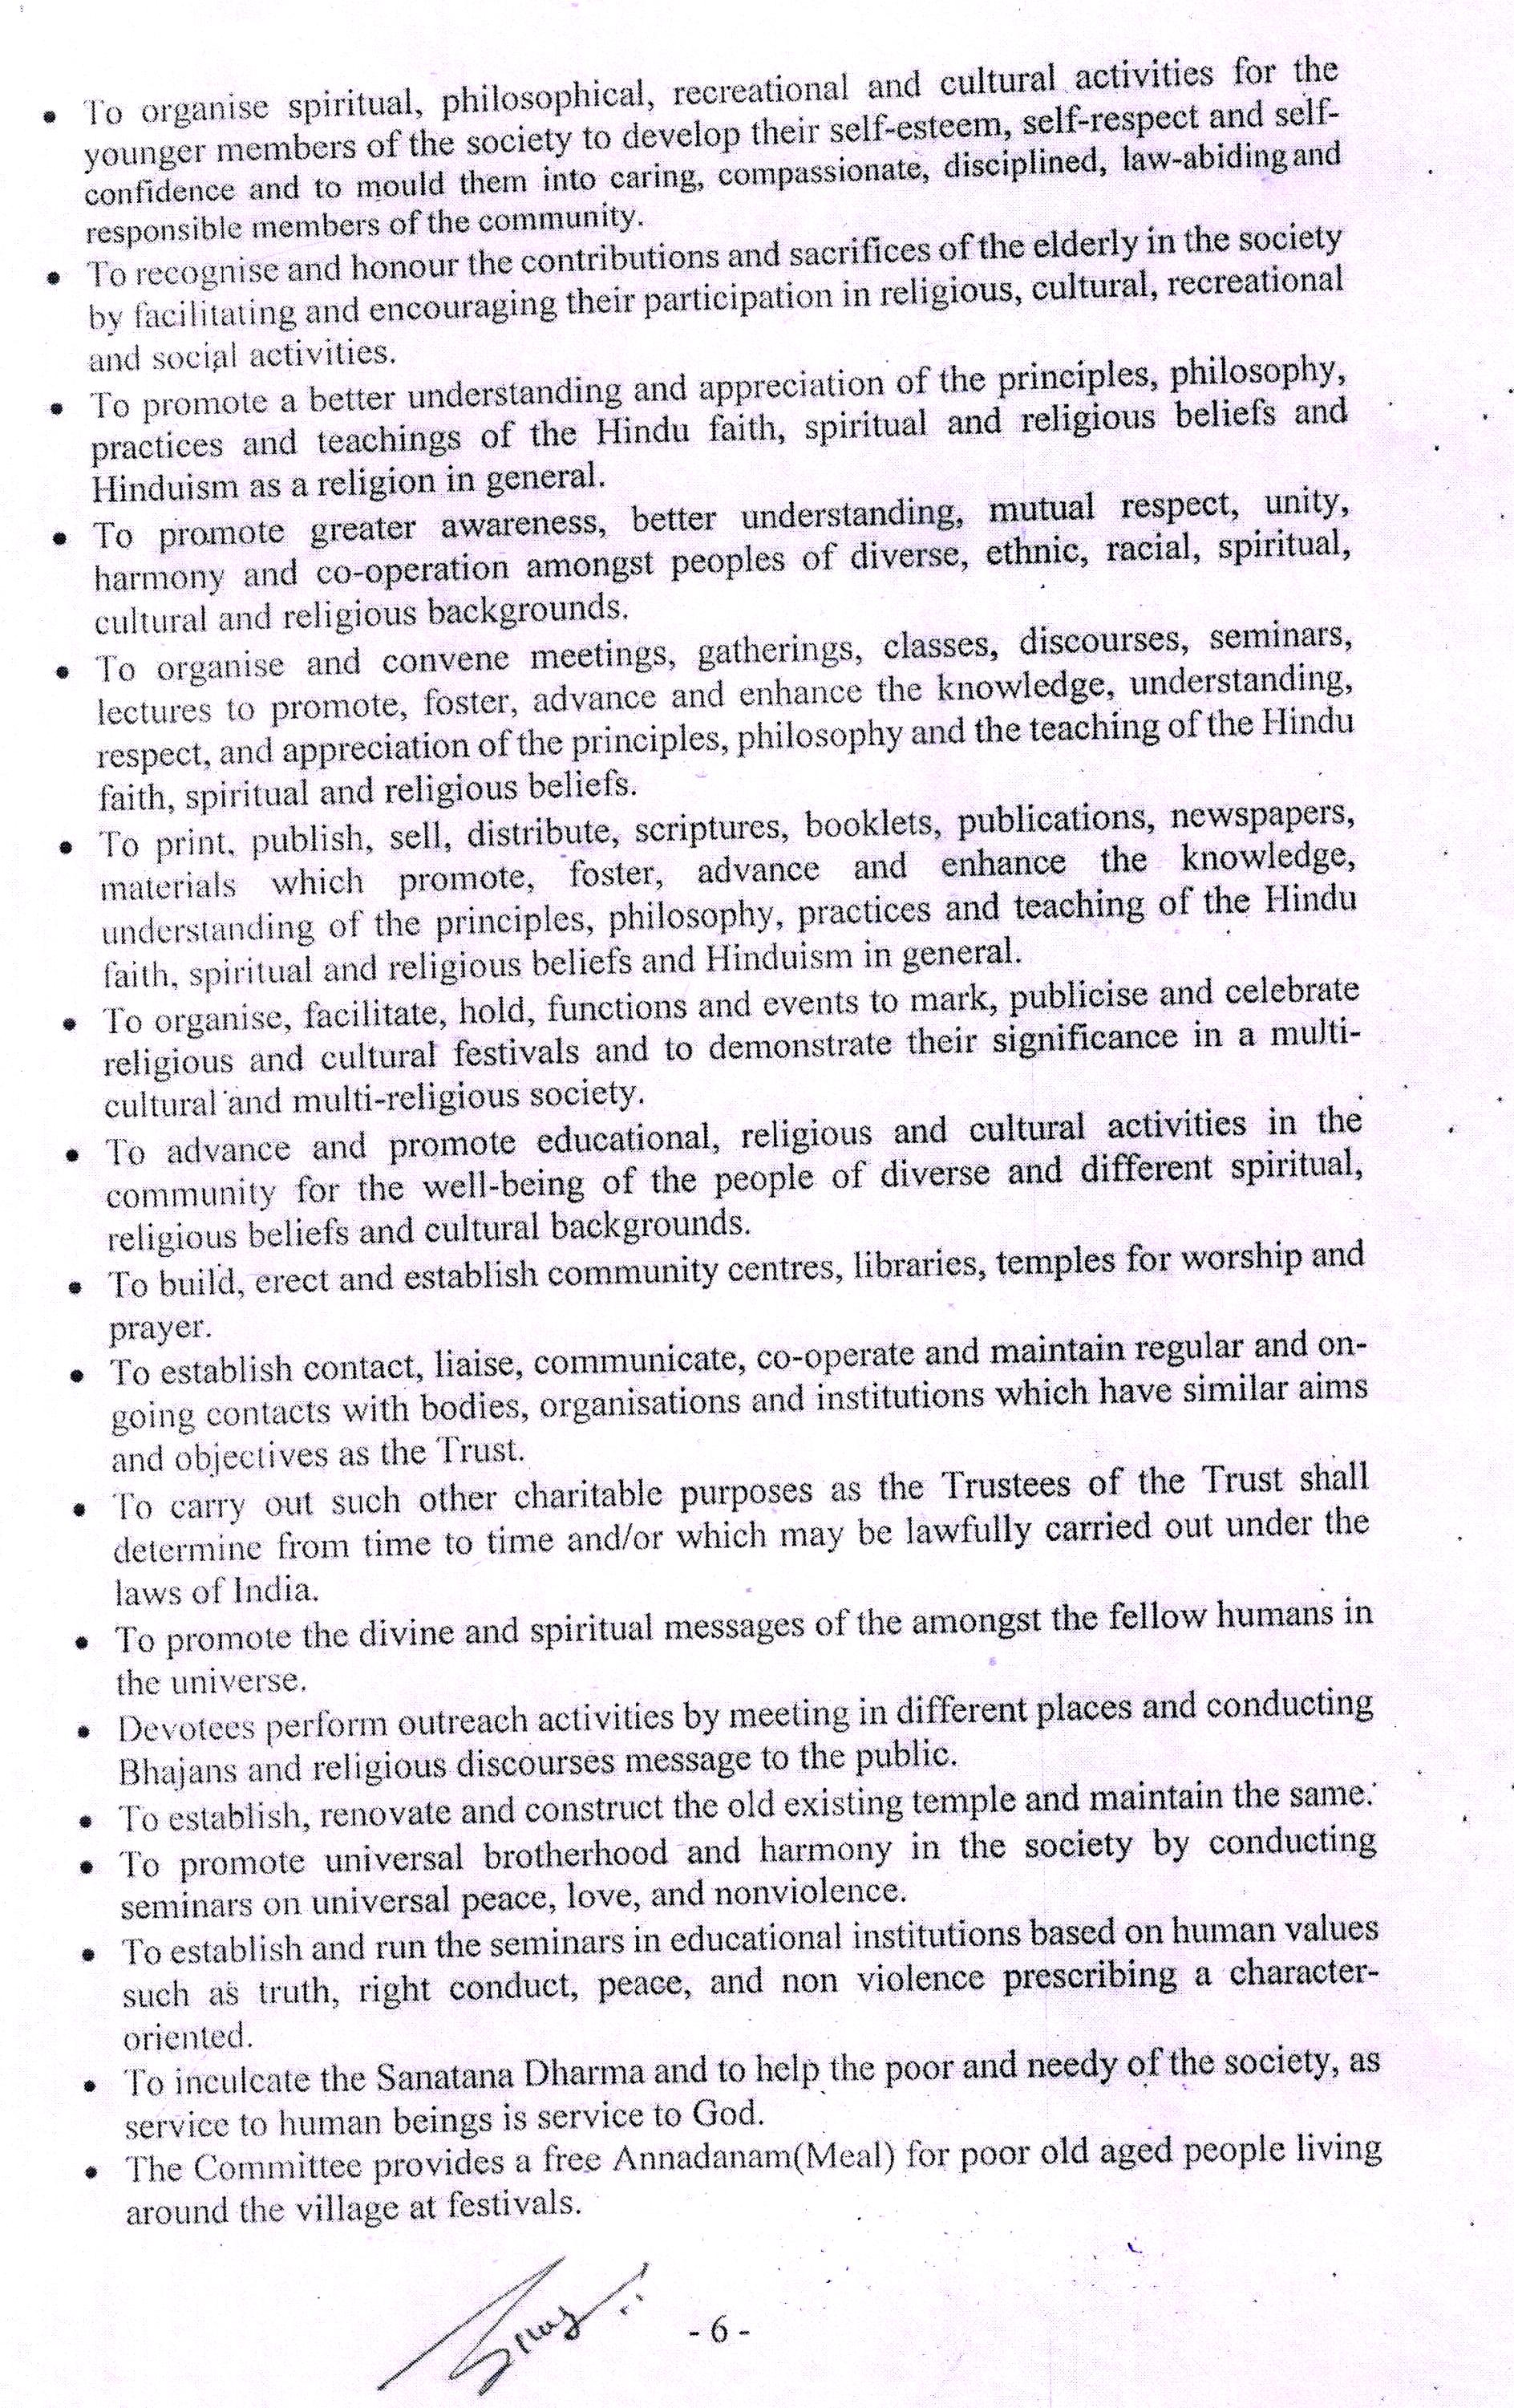 • To organise spiritual, philosophical, recreational and cultural activities for the
younger members of the society to develop their self-esteem, self-respect and self-
confidence and to mould them into caring, compassionate, disciplined, law-abiding and
responsible members of the community.
• To recognise and honour the contributions and sacrifices of the elderly in the society
by facilitating and encouraging their participation in religious, cultural, recreational
and social activities.
• To promote a better understanding and appreciation of the principles, philosophy,
practices and teachings of the Hindu faith, spiritual and religious beliefs and
Hinduism as a religion in general.
• To promote greater awareness, better understanding, mutual respect, unity,
harmony and co-operation amongst peoples of diverse, ethnic, racial, spiritual,
cultural and religious backgrounds.
• To organise and convene meetings, gatherings, classes, discourses, seminars,
lectures to promote, foster, advance and enhance the knowledge, understanding,
respect, and appreciation of the principles, philosophy and the teaching of the Hindu
faith, spiritual and religious beliefs.
• To print, publish, sell, distribute, scriptures, booklets, publications, newspapers,
materials which promote, foster, advance and enhance the knowledge,
understanding of the principles, philosophy, practices and teaching of the Hindu
faith, spiritual and religious beliefs and Hinduism in general.
• To organise, facilitate, hold, functions and events to mark, publicise and celebrate
religious and cultural festivals and to demonstrate their significance in a multi-
cultural and multi-religious society.
• To advance and promote educational, religious and cultural activities in the
community for the well-being of the people of diverse and different spiritual,
religious beliefs and cultural backgrounds.
• To build, erect and establish community centres, libraries, temples for worship and
prayer.
• To establish contact, liaise, communicate, co-operate and maintain regular and on-
going contacts with bodies, organisations and institutions which have similar aims
and objectives as the Trust.
• To carry out such other charitable purposes as the Trustees of the Trust shall
determine from time to time and/or which may be lawfully carried out under the
laws of India.
• To promote the divine and spiritual messages of the amongst the fellow humans in
the universe.
• Devotees perform outreach activities by meeting in different places and conducting
Bhajans and religious discourses message to the public.
• To establish, renovate and construct the old existing temple and maintain the same.
• To promote universal brotherhood and harmony in the society by conducting
seminars on universal peace, love, and nonviolence.
• To establish and run the seminars in educational institutions based on human values
such as truth, right conduct, peace, and non violence prescribing a character-
oriented.
• To inculcate the Sanatana Dharma and to help the poor and needy of the society, as
service to human beings is service to God.
• The Committee provides a free Annadanam(Meal) for poor old aged people living
around the village at festivals.
- 6 -